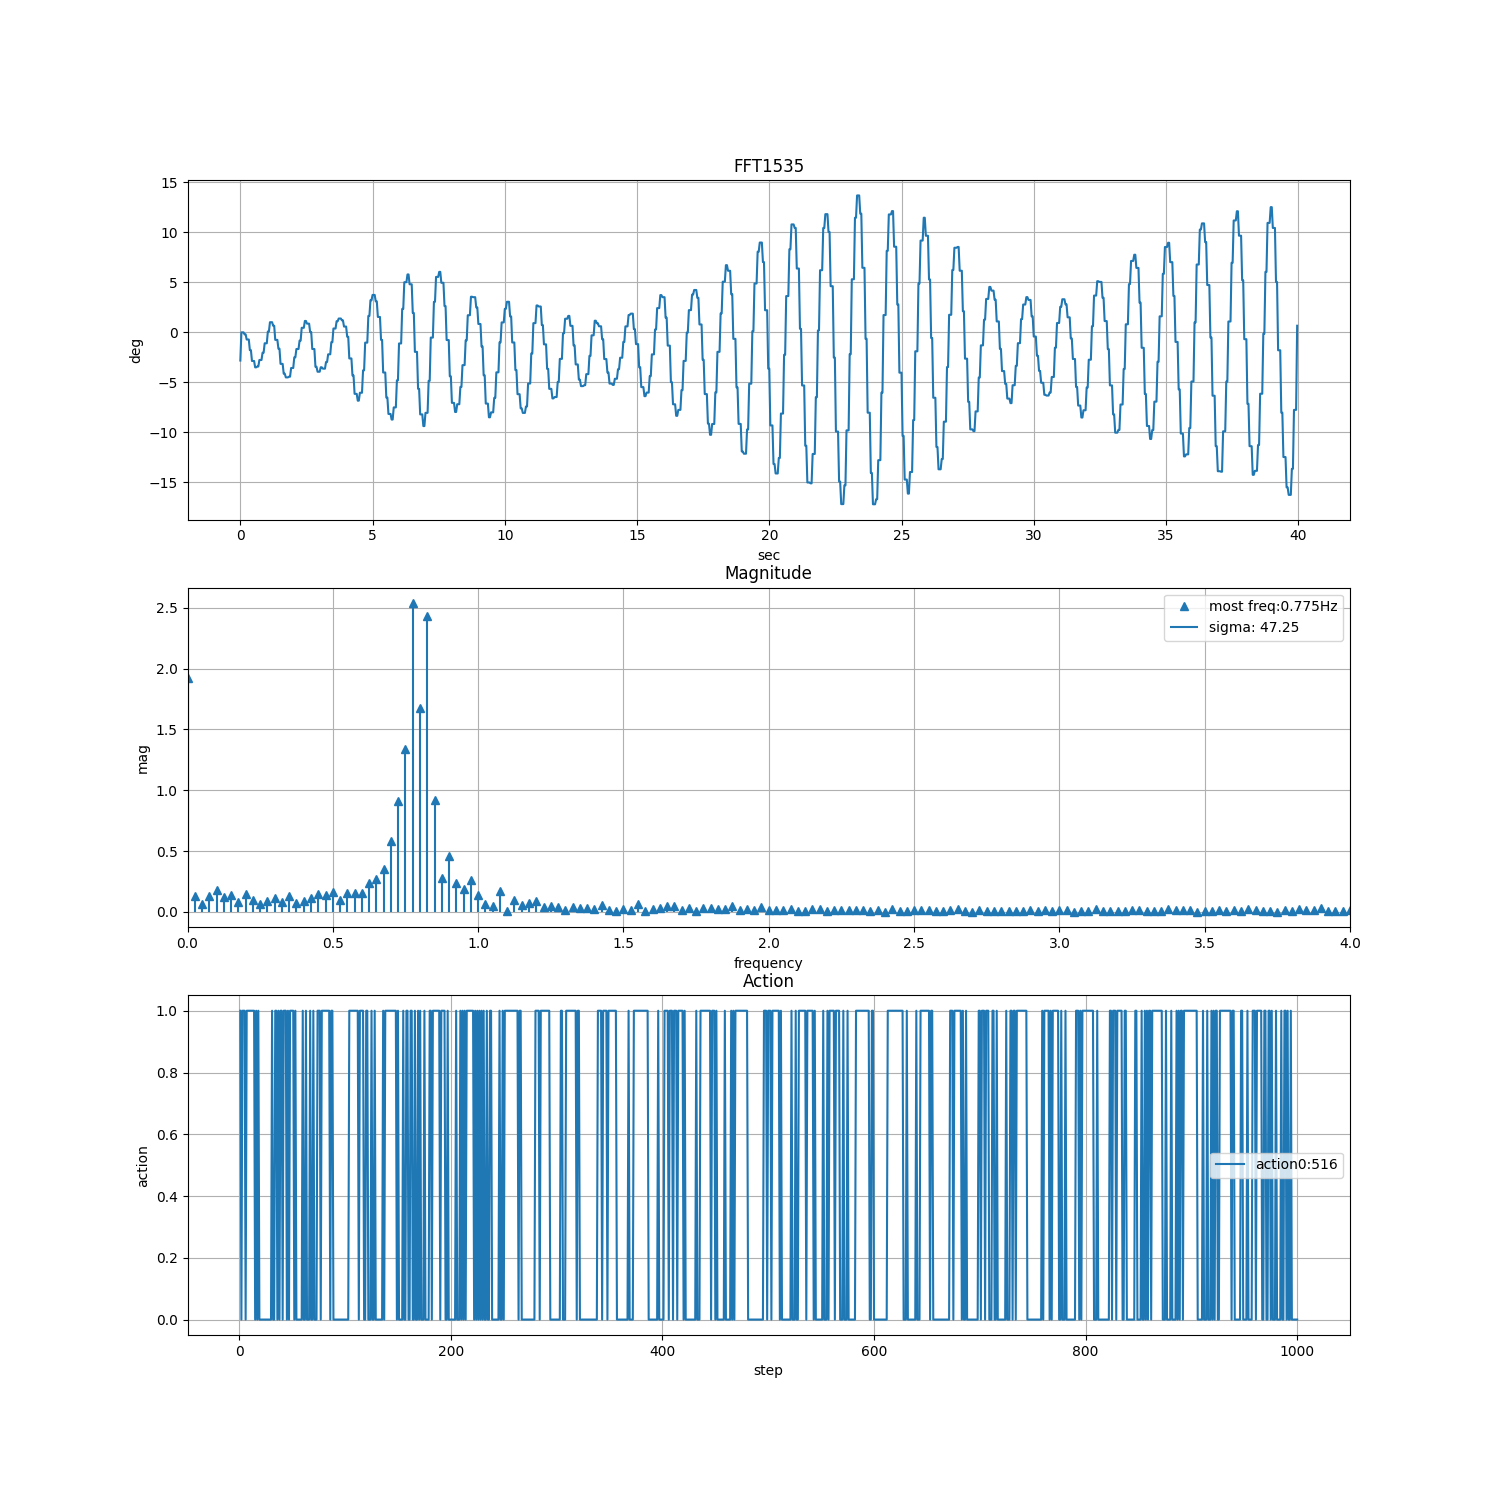 FFT1535
15
10
5
0
−5
−10
−15
deg
0 5 10 15 20 25 30 35 40
sec
Magnitude
most freq:0.775Hz
sigma: 47.25
2.5
2.0
1.5
1.0
0.5
0.0
mag
0.0 0.5 1.0 1.5 2.0 2.5 3.0 3.5 4.0
frequency
Action
1.0
0.8
0.6
0.4
0.2
0.0
action
action0:516
0 200 400 600 800 1000
step